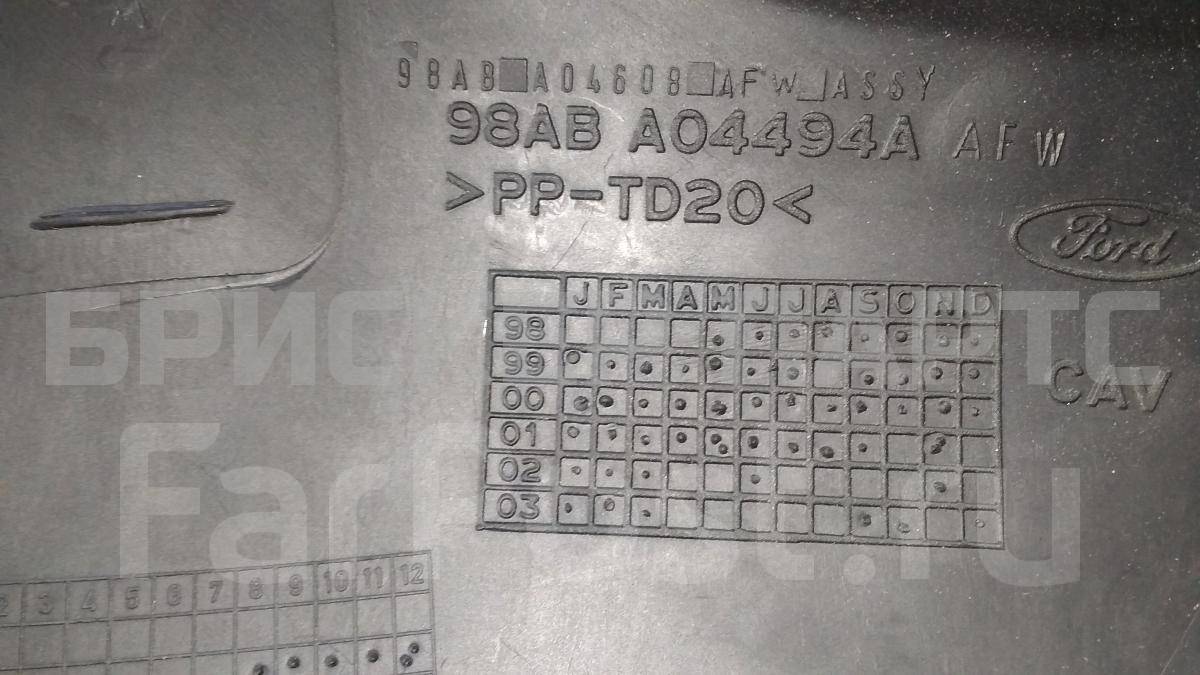 98AB A04608 AFW ASSY
98AB A04494A AFW
>PP-TD20<
Ford
J F M A M J J A S O N D
98
99
00
CAV
01
02
03
2 3 4 5 6 7 8 9 10 11 12